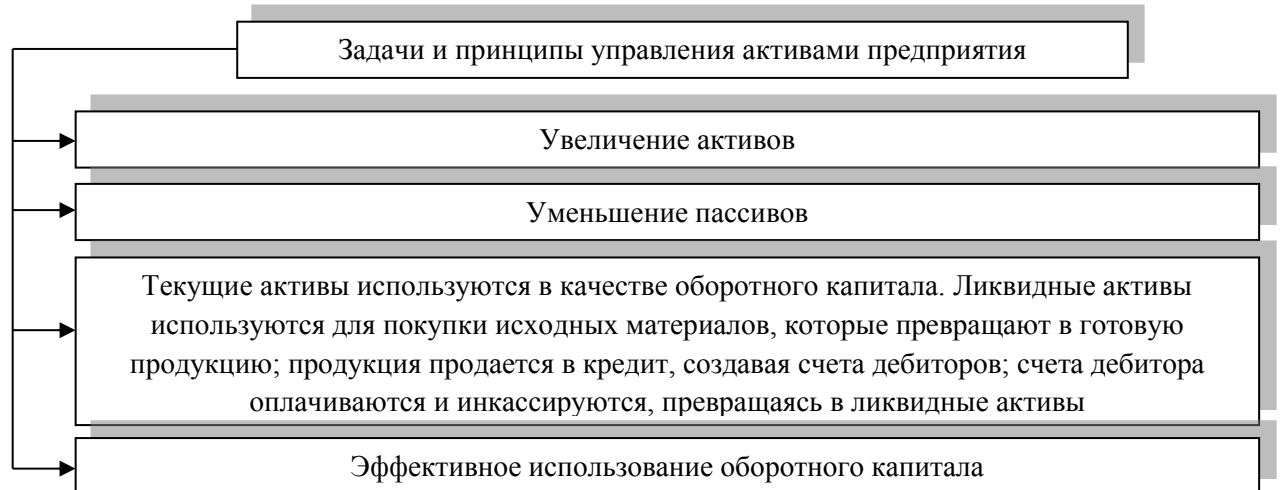 Задачи и принципы управления активами предприятия
Увеличение активов
Уменьшение пассивов
Текущие активы используются в качестве оборотного капитала. Ликвидные активы
используются для покупки исходных материалов, которые превращают в готовую
продукцию; продукция продается в кредит, создавая счета дебиторов; счета дебитора
оплачиваются и инкассируются, превращаясь в ликвидные активы
Эффективное использование оборотного капитала